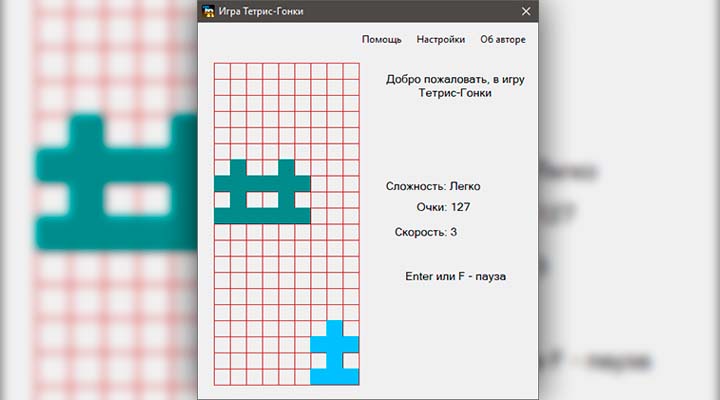 Игра Тетрис-Гонки
Помощь Настройки Об авторе
Добро пожаловать, в игру
Тетрис-Гонки
Сложность: Легко
Очки: 127
Скорость: 3
Enter или F - пауза